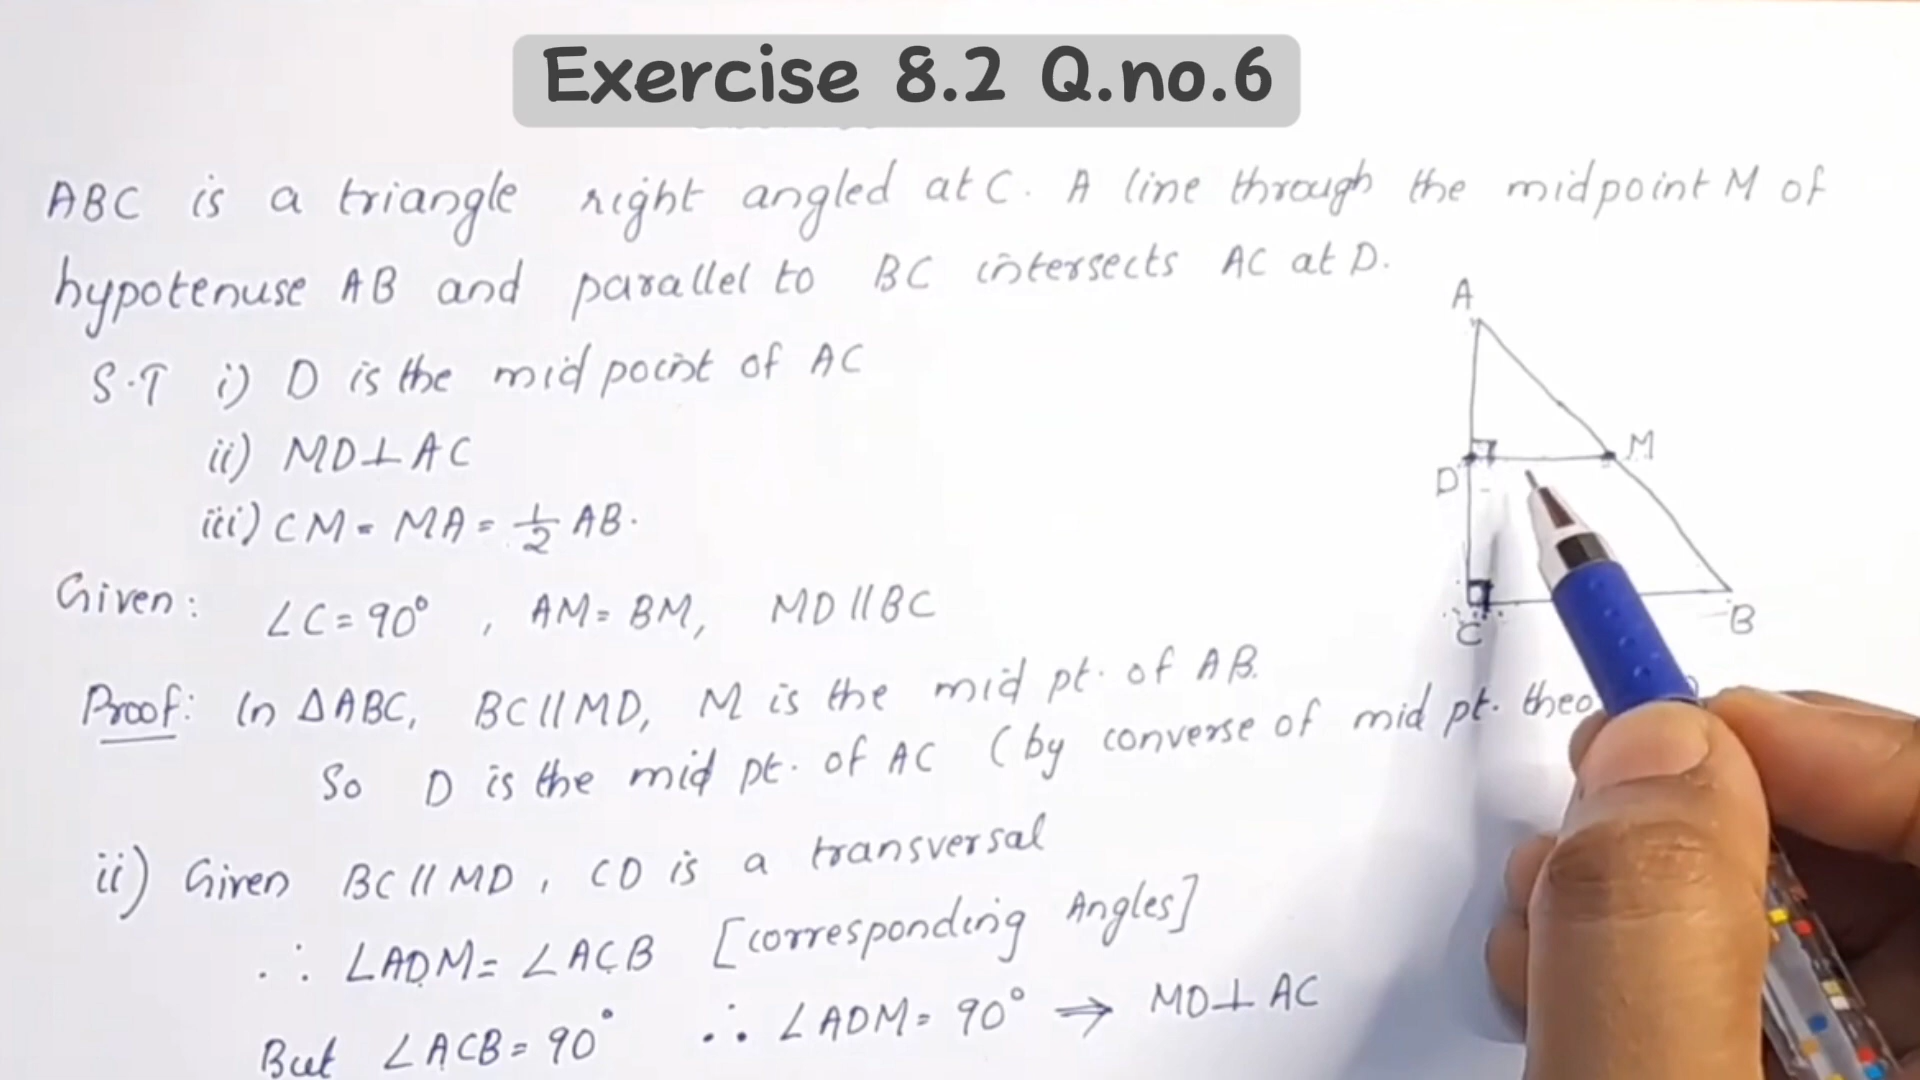 Exercise 8.2 Q.no.6
ABC is a triangle right angled at C. A line through the midpoint M of
hypotenuse AB and parallel to BC intersects AC at D.
S.T i) D is the mid point of AC
ii) MD⊥AC
iii) CM = MA = 1/2 AB.
A
M
D
C
B
Given: ∠C = 90° , AM = BM, MD || BC
Proof: In ΔABC, BC || MD, M is the mid pt. of AB.
So D is the mid pt. of AC (by converse of mid pt. theo
ii) Given BC || MD , CD is a transversal
∴ ∠ADM = ∠ACB [corresponding Angles]
But ∠ACB = 90° ∴ ∠ADM = 90° ⇒ MD⊥AC